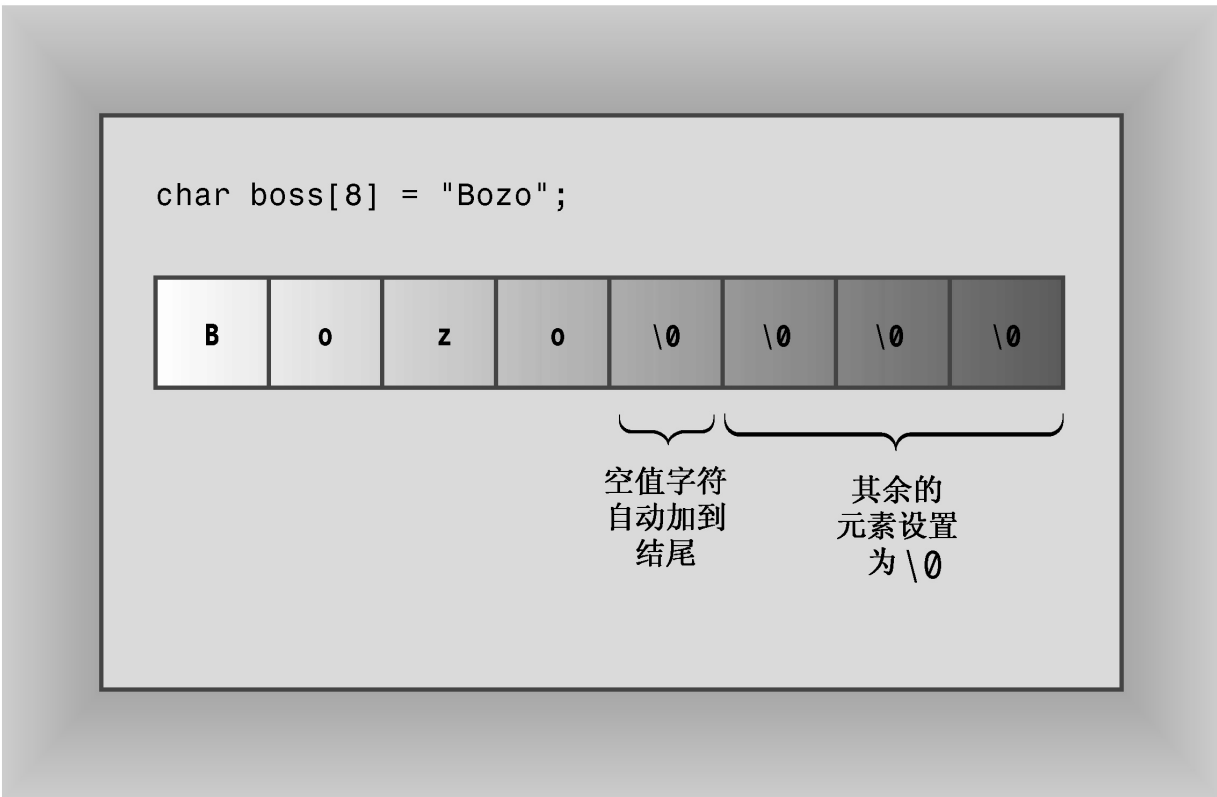 char boss[8] = "Bozo";
B o z o \0 \0 \0 \0
空值字符
自动加到
结尾
其余的
元素设置
为 \0